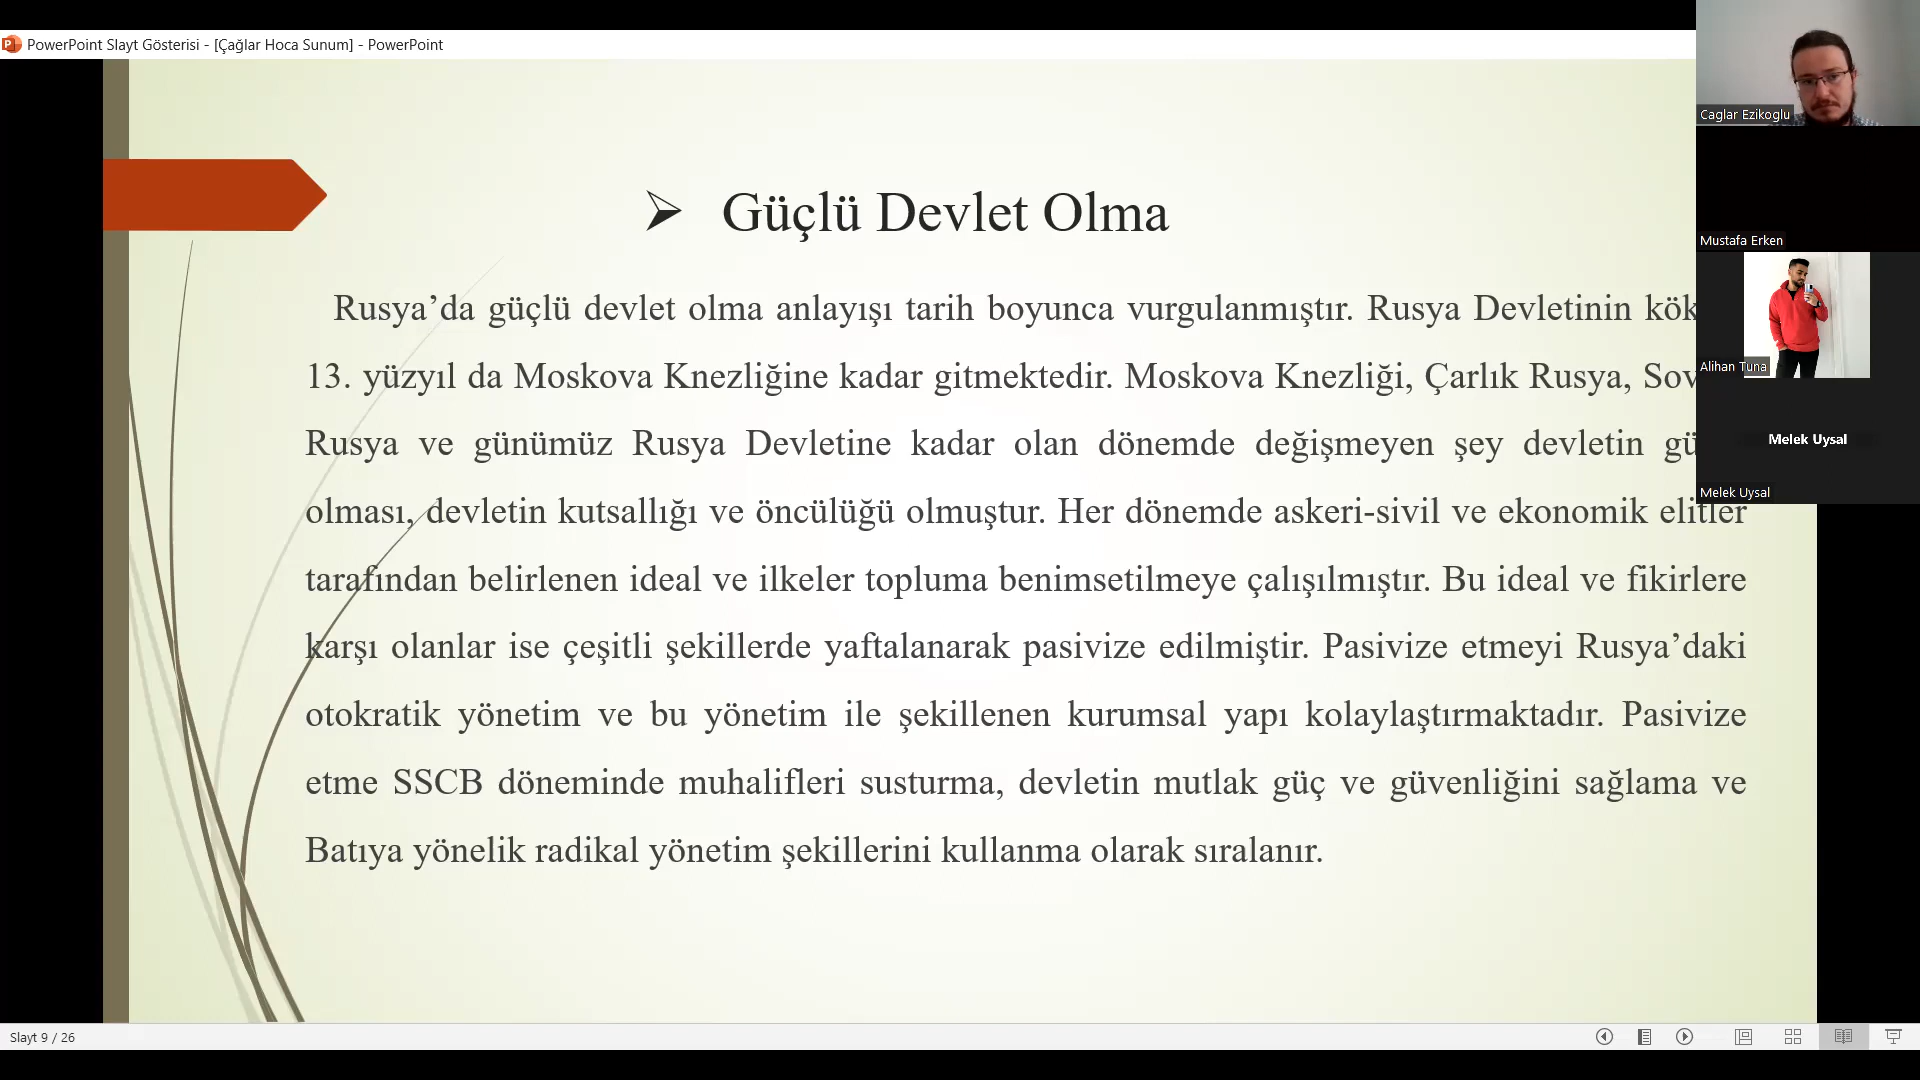 PowerPoint Slayt Gösterisi - [Çağlar Hoca Sunum] - PowerPoint
Caglar Ezikoglu
Güçlü Devlet Olma
Mustafa Erken
Rusya’da güçlü devlet olma anlayışı tarih boyunca vurgulanmıştır. Rusya Devletinin
13. yüzyıl da Moskova Knezliğine kadar gitmektedir. Moskova Knezliği, Çarlık Rusya,
Alihan Tuna
Rusya ve günümüz Rusya Devletine kadar olan dönemde değişmeyen şey devletin
Melek Uysal
Melek Uysal
olması, devletin kutsallığı ve öncülüğü olmuştur. Her dönemde askeri-sivil ve ekonomik elitler
tarafından belirlenen ideal ve ilkeler topluma benimsetilmeye çalışılmıştır. Bu ideal ve fikirlere
karşı olanlar ise çeşitli şekillerde yaftalanarak pasivize edilmiştir. Pasivize etmeyi Rusya’daki
otokratik yönetim ve bu yönetim ile şekillenen kurumsal yapı kolaylaştırmaktadır. Pasivize
etme SSCB döneminde muhalifleri susturma, devletin mutlak güç ve güvenliğini sağlama ve
Batıya yönelik radikal yönetim şekillerini kullanma olarak sıralanır.
Slayt 9 / 26